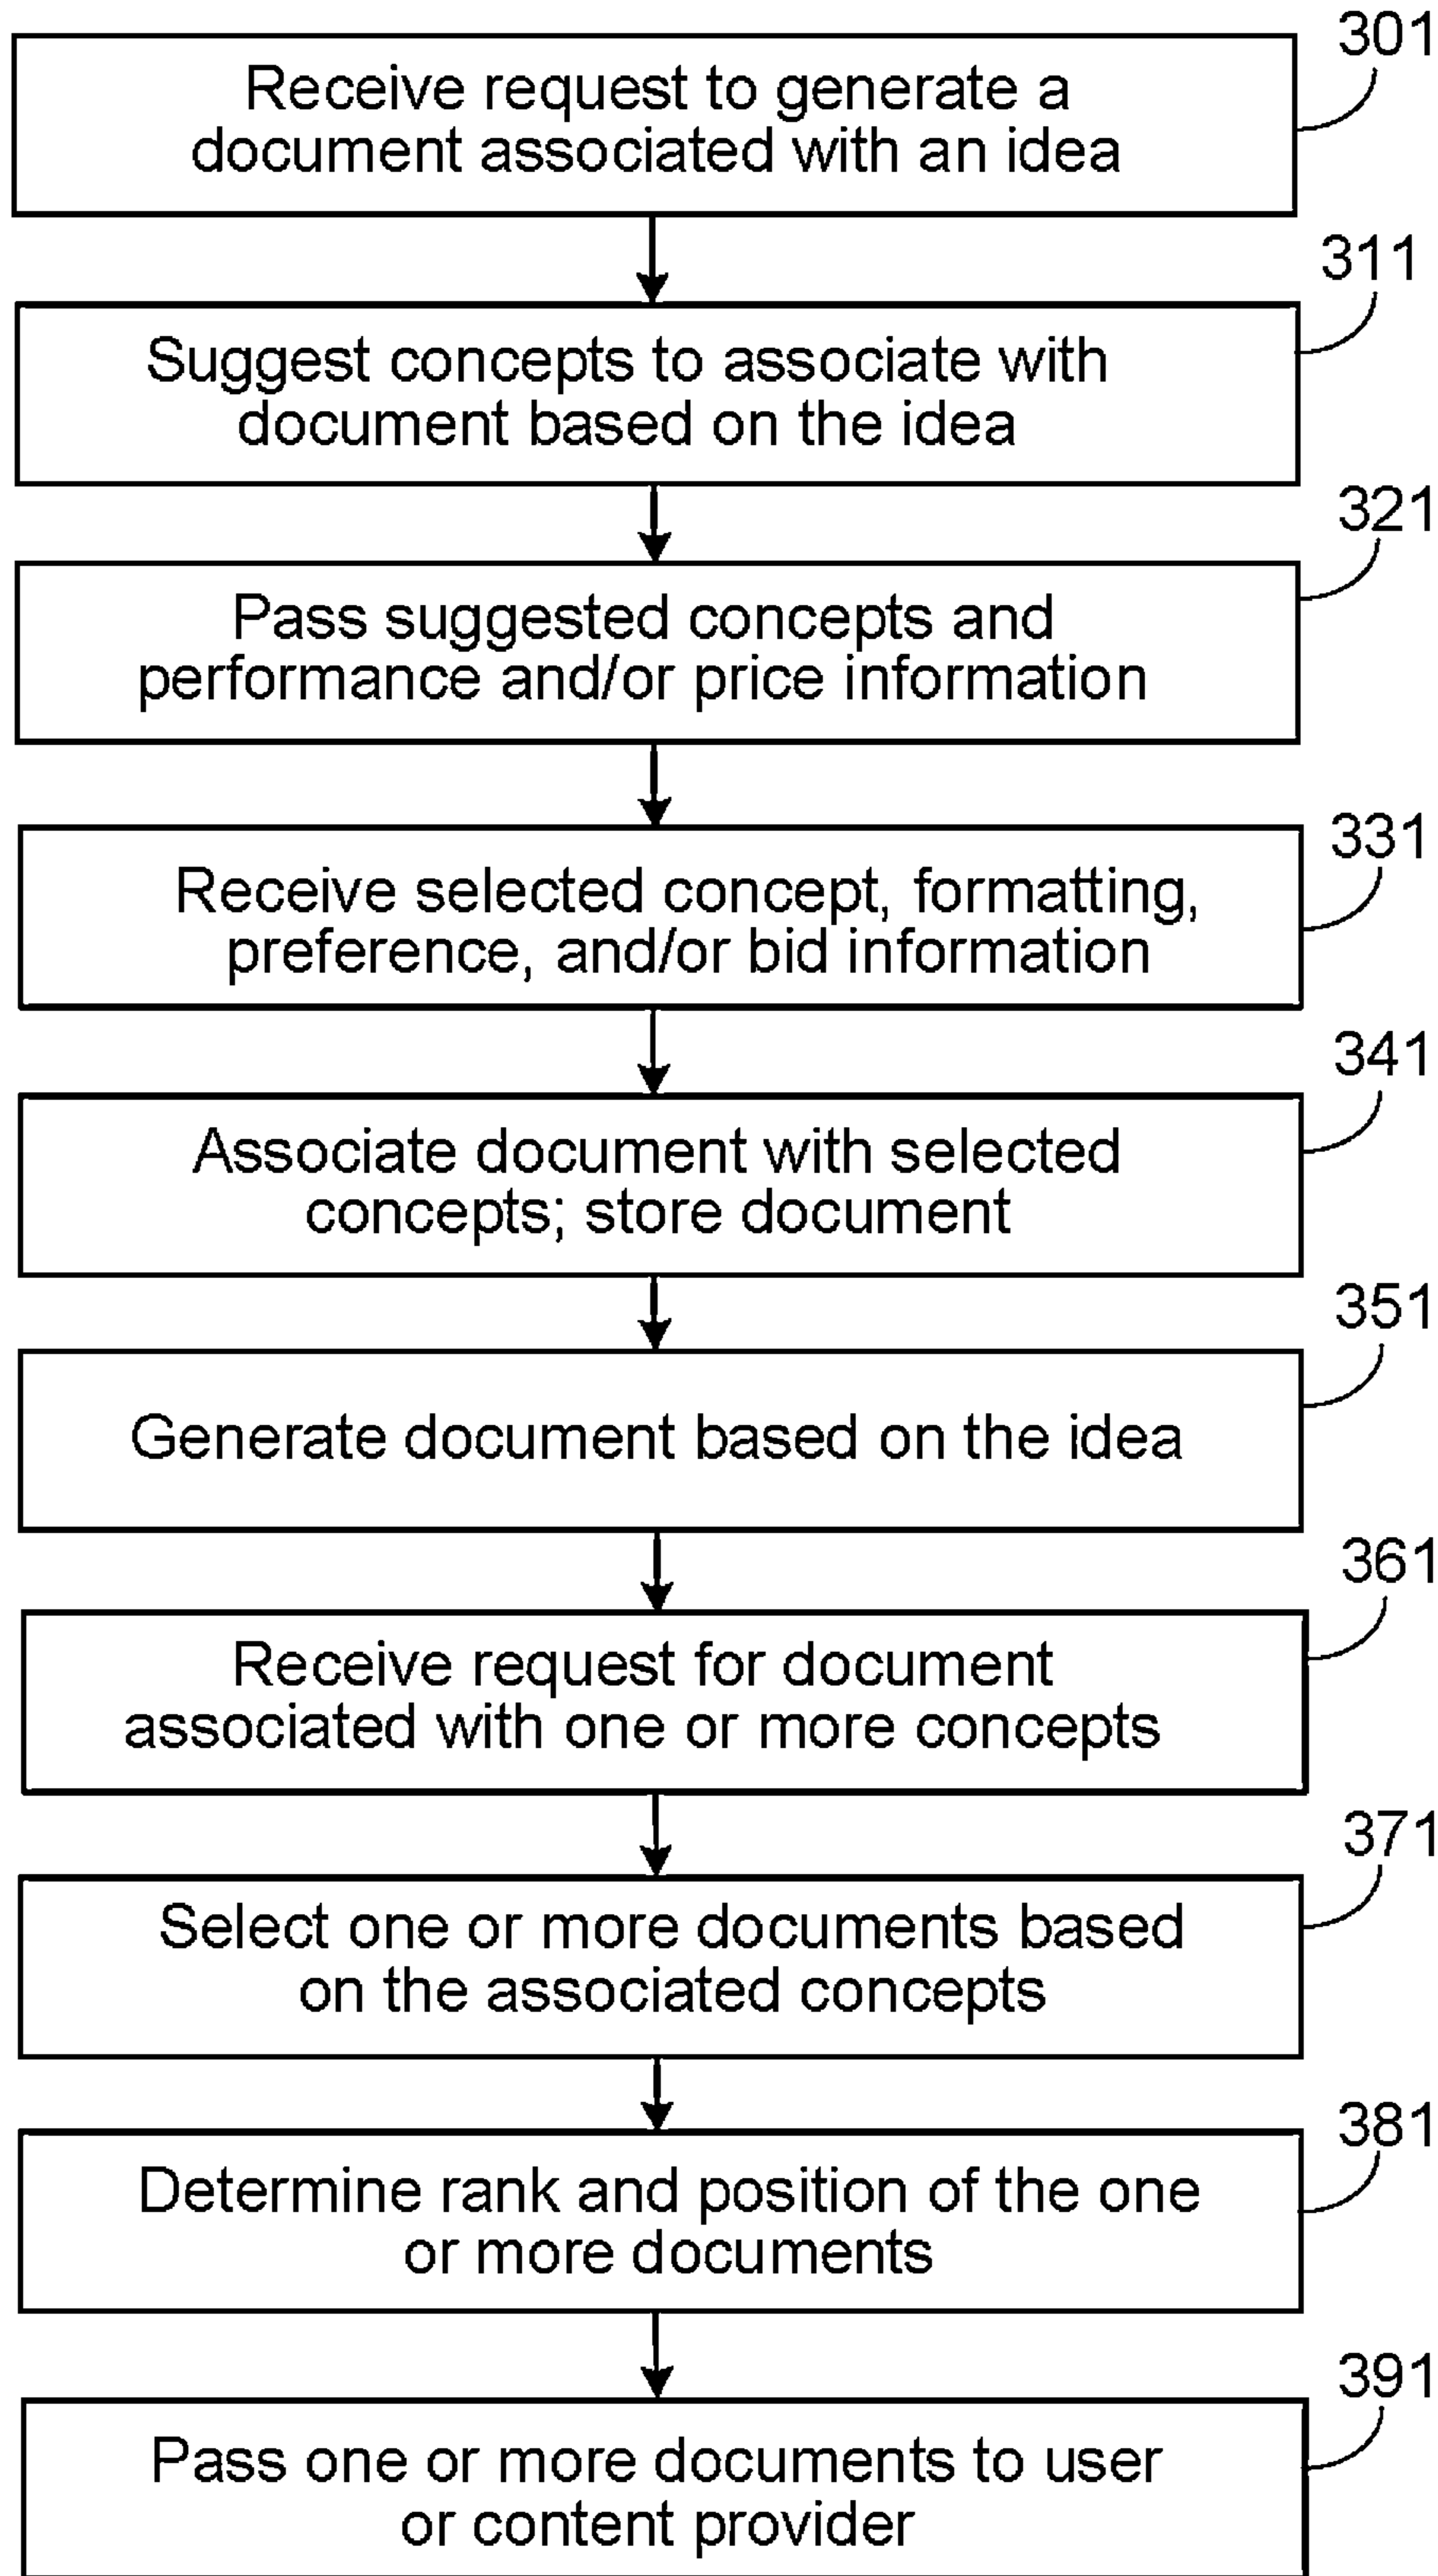 301
Receive request to generate a
document associated with an idea
311
Suggest concepts to associate with
document based on the idea
321
Pass suggested concepts and
performance and/or price information
331
Receive selected concept, formatting,
preference, and/or bid information
341
Associate document with selected
concepts; store document
351
Generate document based on the idea
361
Receive request for document
associated with one or more concepts
371
Select one or more documents based
on the associated concepts
381
Determine rank and position of the one
or more documents
391
Pass one or more documents to user
or content provider